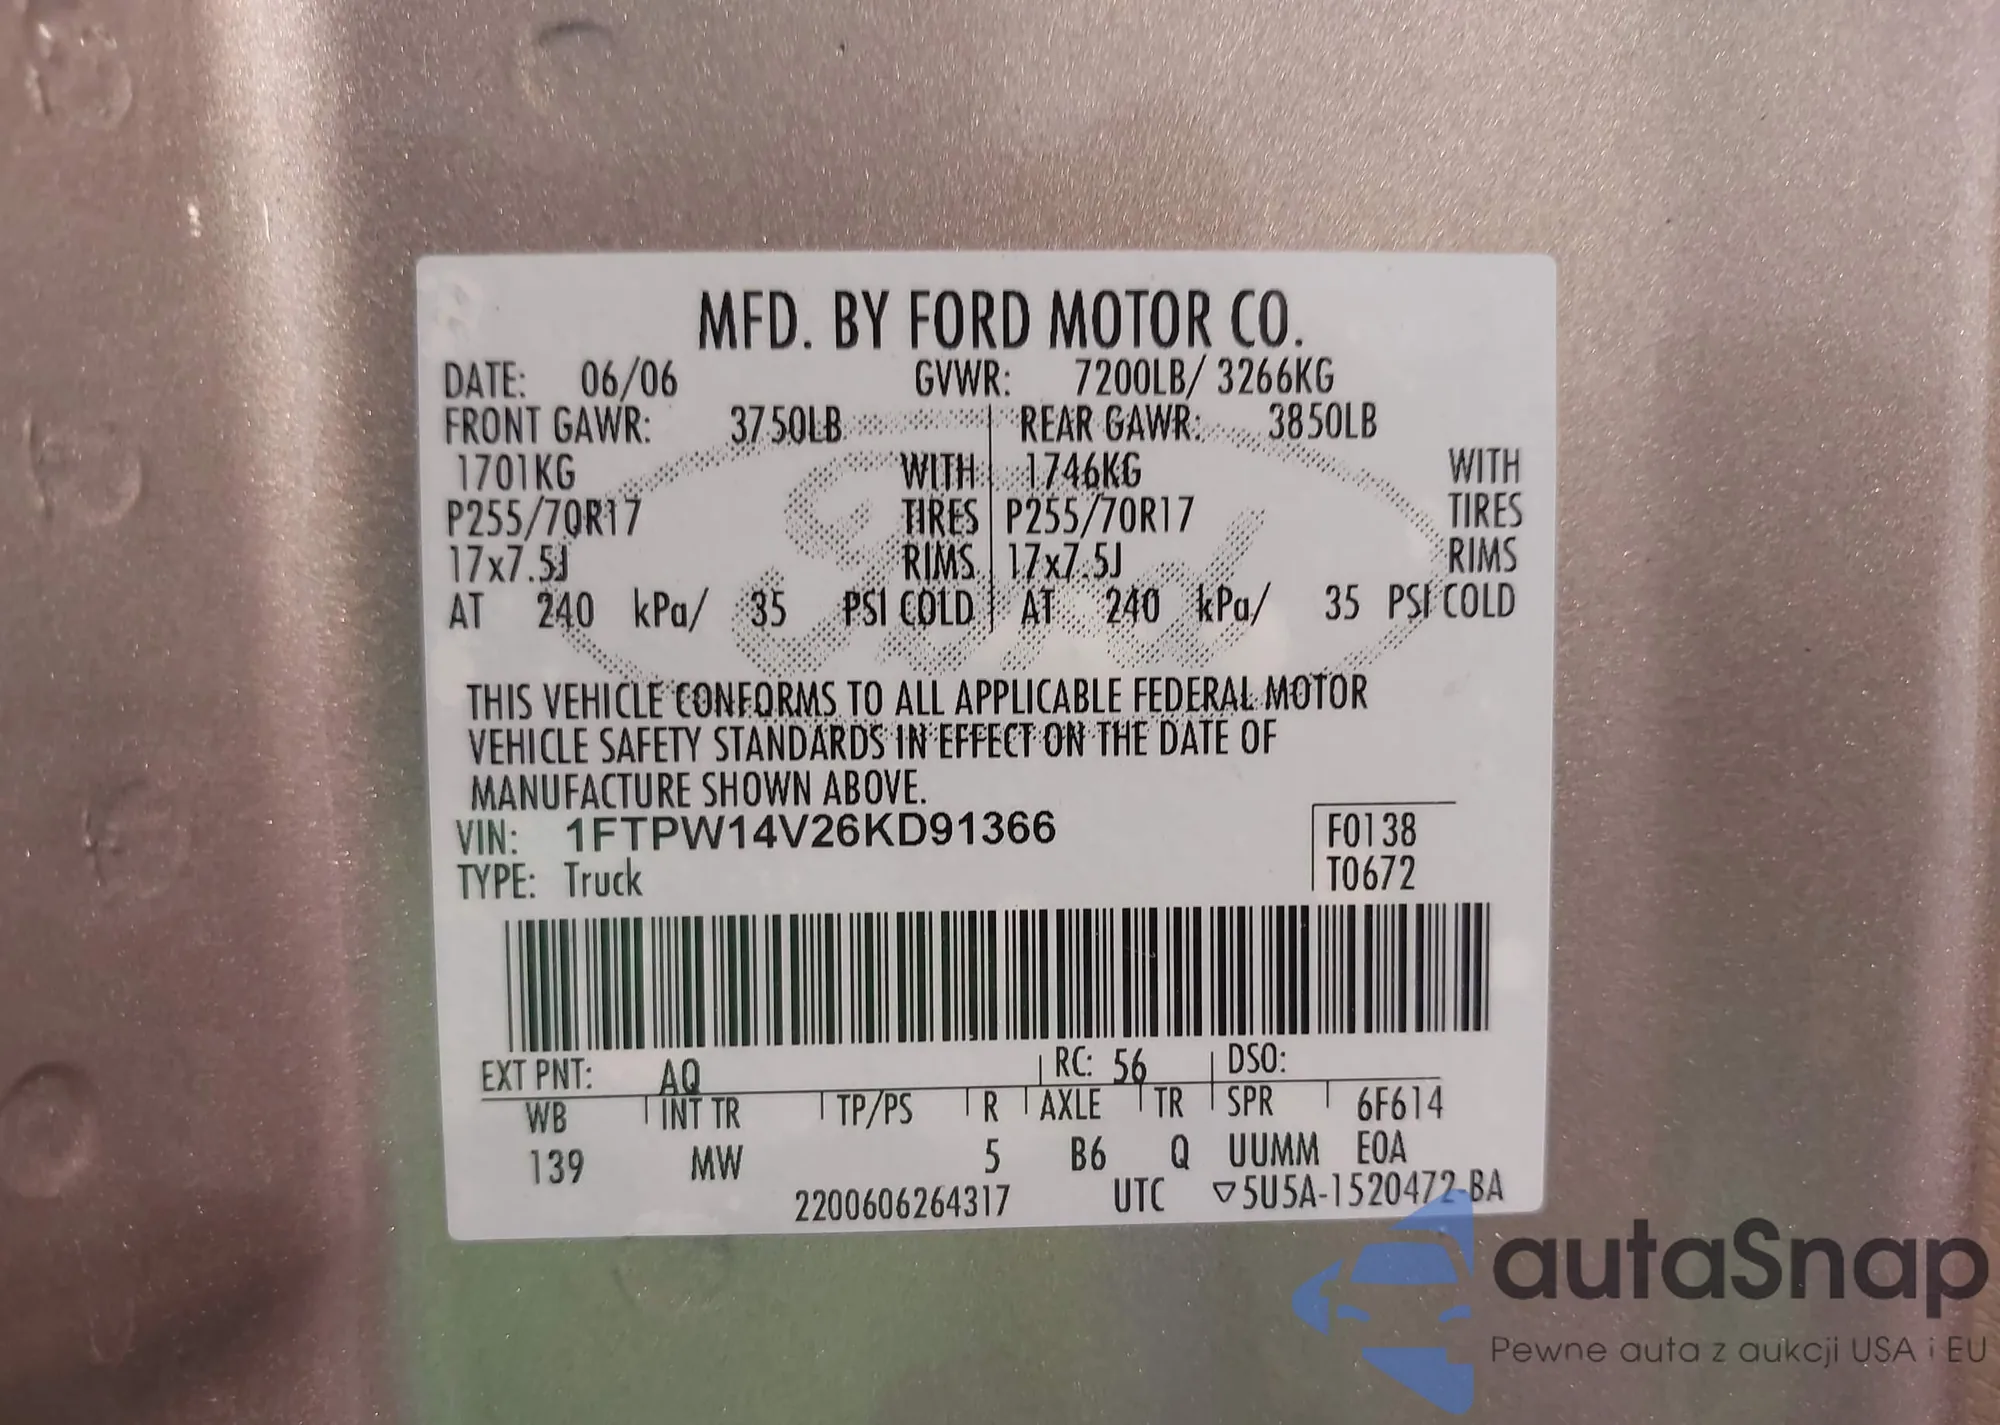 MFD. BY FORD MOTOR CO.
DATE: 06/06 GVWR: 7200LB/ 3266KG
FRONT GAWR: 3750LB REAR GAWR: 3850LB
1701KG WITH 1746KG WITH
P255/70R17 TIRES P255/70R17 TIRES
17x7.5J RIMS 17x7.5J RIMS
AT 240 kPa/ 35 PSI COLD AT 240 kPa/ 35 PSI COLD
Ford
THIS VEHICLE CONFORMS TO ALL APPLICABLE FEDERAL MOTOR
VEHICLE SAFETY STANDARDS IN EFFECT ON THE DATE OF
MANUFACTURE SHOWN ABOVE.
VIN: 1FTPW14V26KD91366 F0138
TYPE: Truck T0672
EXT PNT: AQ RC: 56 DSO:
WB INT TR TP/PS R AXLE TR SPR 6F614
139 MW 5 B6 Q UUMM E0A
2200606264317 UTC ▽5U5A-1520472-BA
autaSnap
Pewne auta z aukcji USA i EU